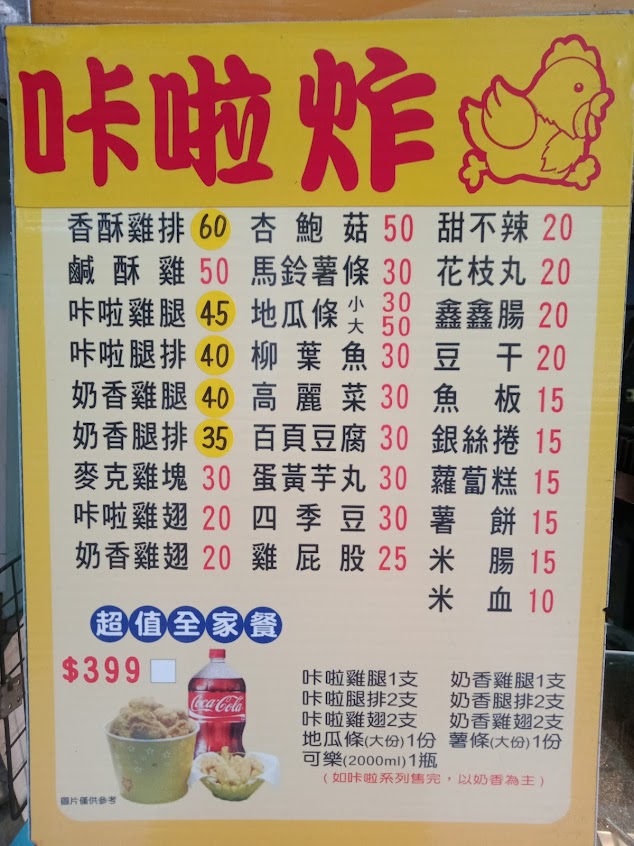 咔啦炸
香酥雞排 60
鹹酥雞 50
咔啦雞腿 45
咔啦腿排 40
奶香雞腿 40
奶香腿排 35
麥克雞塊 30
咔啦雞翅 20
奶香雞翅 20
杏鮑菇 50
馬鈴薯條 30
地瓜條 小 30
大 50
柳葉魚 30
高麗菜 30
百頁豆腐 30
蛋黃芋丸 30
四季豆 30
雞屁股 25
甜不辣 20
花枝丸 20
鑫鑫腸 20
豆干 20
魚板 15
銀絲捲 15
蘿蔔糕 15
薯餅 15
米腸 15
米血 10
超值全家餐
$399
Coca-Cola
圖片僅供參考
咔啦雞腿1支 奶香雞腿1支
咔啦腿排2支 奶香腿排2支
咔啦雞翅2支 奶香雞翅2支
地瓜條(大份)1份 薯條(大份)1份
可樂(2000ml)1瓶
(如咔啦系列售完，以奶香為主)